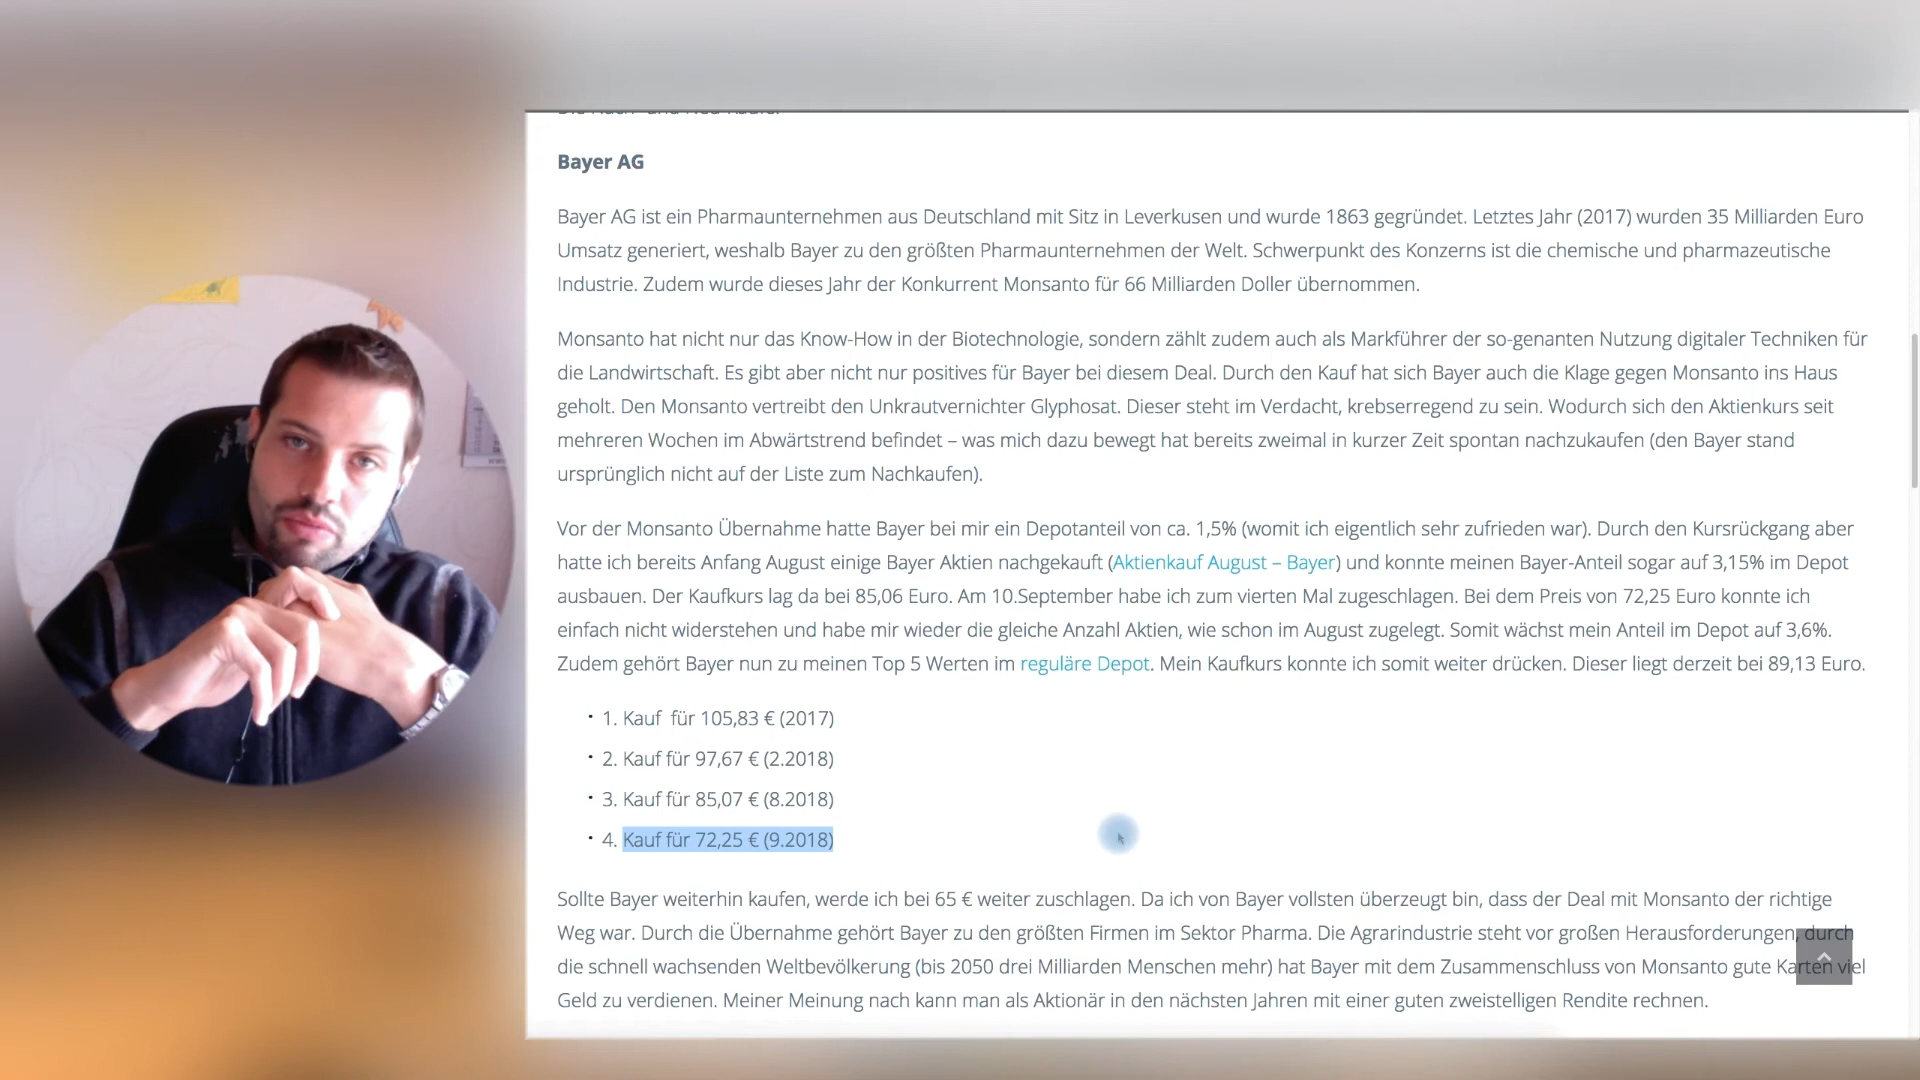 Bayer AG
Bayer AG ist ein Pharmaunternehmen aus Deutschland mit Sitz in Leverkusen und wurde 1863 gegründet. Letztes Jahr (2017) wurden 35 Milliarden Euro
Umsatz generiert, weshalb Bayer zu den größten Pharmaunternehmen der Welt. Schwerpunkt des Konzerns ist die chemische und pharmazeutische
Industrie. Zudem wurde dieses Jahr der Konkurrent Monsanto für 66 Milliarden Doller übernommen.
Monsanto hat nicht nur das Know-How in der Biotechnologie, sondern zählt zudem auch als Markführer der so-genanten Nutzung digitaler Techniken für
die Landwirtschaft. Es gibt aber nicht nur positives für Bayer bei diesem Deal. Durch den Kauf hat sich Bayer auch die Klage gegen Monsanto ins Haus
geholt. Den Monsanto vertreibt den Unkrautvernichter Glyphosat. Dieser steht im Verdacht, krebserregend zu sein. Wodurch sich den Aktienkurs seit
mehreren Wochen im Abwärtstrend befindet – was mich dazu bewegt hat bereits zweimal in kurzer Zeit spontan nachzukaufen (den Bayer stand
ursprünglich nicht auf der Liste zum Nachkaufen).
Vor der Monsanto Übernahme hatte Bayer bei mir ein Depotanteil von ca. 1,5% (womit ich eigentlich sehr zufrieden war). Durch den Kursrückgang aber
hatte ich bereits Anfang August einige Bayer Aktien nachgekauft (Aktienkauf August – Bayer) und konnte meinen Bayer-Anteil sogar auf 3,15% im Depot
ausbauen. Der Kaufkurs lag da bei 85,06 Euro. Am 10.September habe ich zum vierten Mal zugeschlagen. Bei dem Preis von 72,25 Euro konnte ich
einfach nicht widerstehen und habe mir wieder die gleiche Anzahl Aktien, wie schon im August zugelegt. Somit wächst mein Anteil im Depot auf 3,6%.
Zudem gehört Bayer nun zu meinen Top 5 Werten im reguläre Depot. Mein Kaufkurs konnte ich somit weiter drücken. Dieser liegt derzeit bei 89,13 Euro.
• 1. Kauf für 105,83 € (2017)
• 2. Kauf für 97,67 € (2.2018)
• 3. Kauf für 85,07 € (8.2018)
• 4. Kauf für 72,25 € (9.2018)
Sollte Bayer weiterhin kaufen, werde ich bei 65 € weiter zuschlagen. Da ich von Bayer vollsten überzeugt bin, dass der Deal mit Monsanto der richtige
Weg war. Durch die Übernahme gehört Bayer zu den größten Firmen im Sektor Pharma. Die Agrarindustrie steht vor großen Herausforderungen, durch
die schnell wachsenden Weltbevölkerung (bis 2050 drei Milliarden Menschen mehr) hat Bayer mit dem Zusammenschluss von Monsanto gute Karten viel
Geld zu verdienen. Meiner Meinung nach kann man als Aktionär in den nächsten Jahren mit einer guten zweistelligen Rendite rechnen.